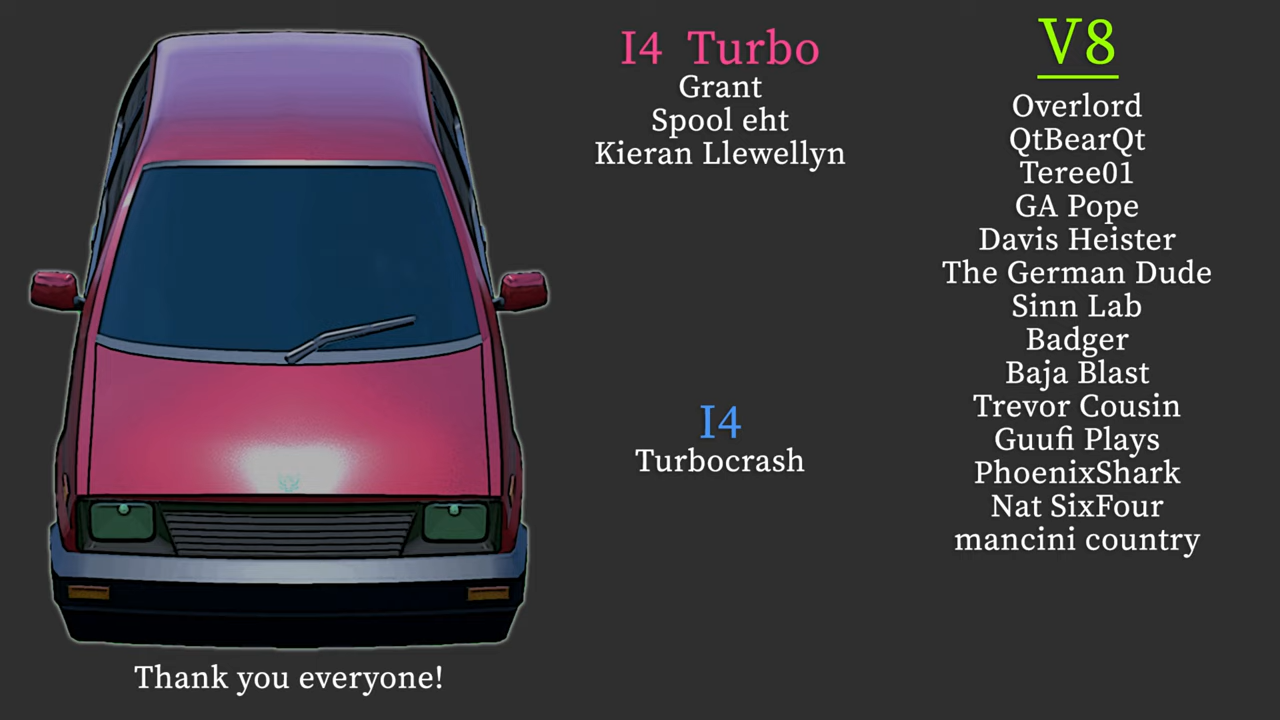 I4 Turbo
Grant
Spool eht
Kieran Llewellyn
I4
Turbocrash
V8
Overlord
QtBearQt
Teree01
GA Pope
Davis Heister
The German Dude
Sinn Lab
Badger
Baja Blast
Trevor Cousin
Guufi Plays
PhoenixShark
Nat SixFour
mancini country
Thank you everyone!